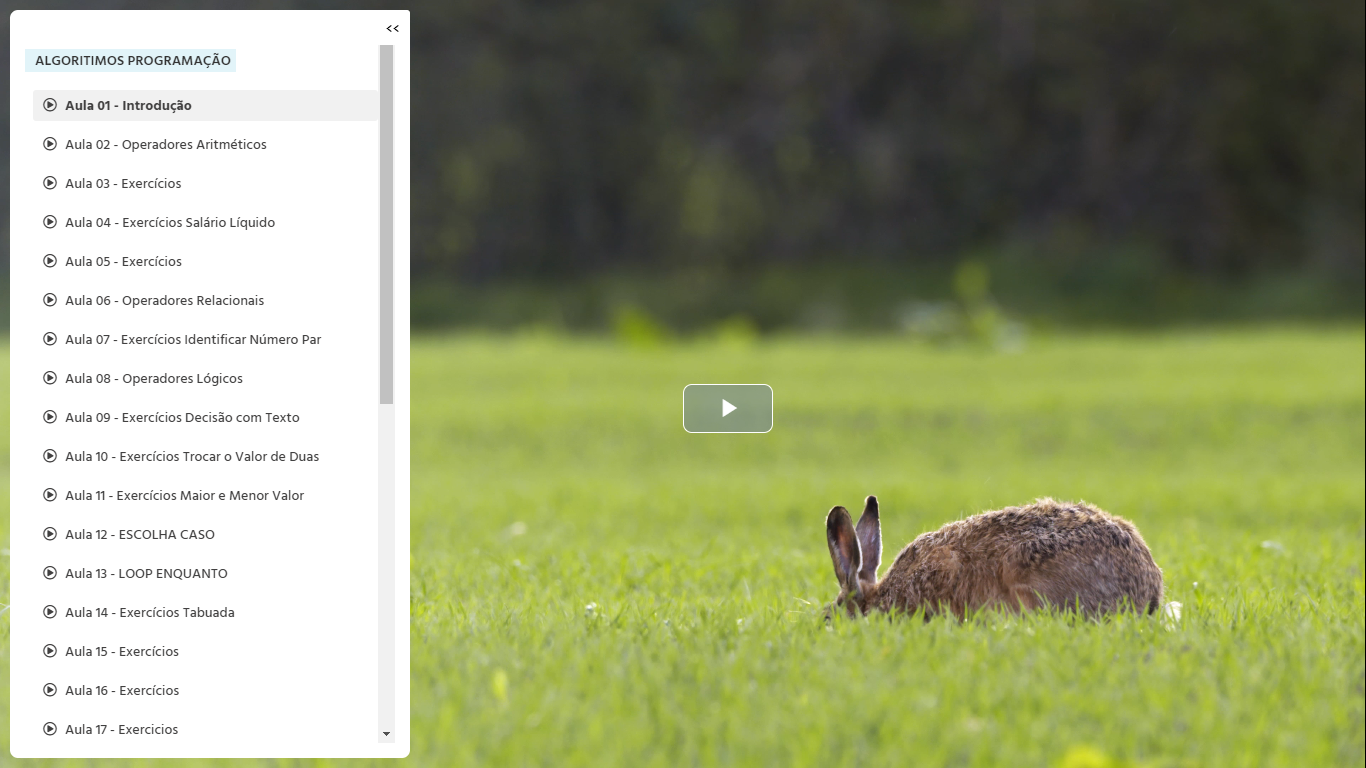 <<
ALGORITIMOS PROGRAMAÇÃO
Aula 01 - Introdução
Aula 02 - Operadores Aritméticos
Aula 03 - Exercícios
Aula 04 - Exercícios Salário Líquido
Aula 05 - Exercícios
Aula 06 - Operadores Relacionais
Aula 07 - Exercícios Identificar Número Par
Aula 08 - Operadores Lógicos
Aula 09 - Exercícios Decisão com Texto
Aula 10 - Exercícios Trocar o Valor de Duas
Aula 11 - Exercícios Maior e Menor Valor
Aula 12 - ESCOLHA CASO
Aula 13 - LOOP ENQUANTO
Aula 14 - Exercícios Tabuada
Aula 15 - Exercícios
Aula 16 - Exercícios
Aula 17 - Exercicios